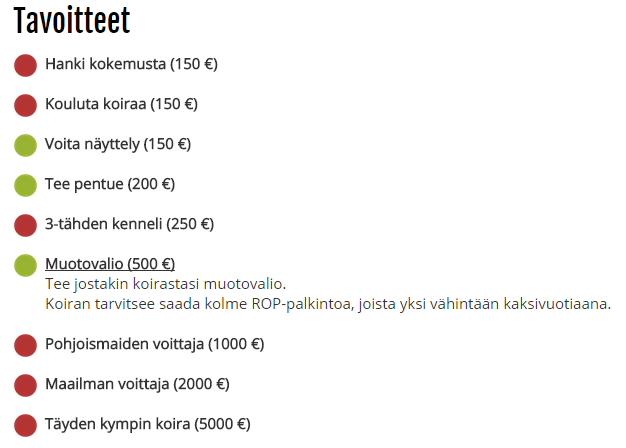 Tavoitteet
Hanki kokemusta (150 €)
Kouluta koiraa (150 €)
Voita näyttely (150 €)
Tee pentue (200 €)
3-tähden kenneli (250 €)
Muotovalio (500 €)
Tee jostakin koirastasi muotovalio.
Koiran tarvitsee saada kolme ROP-palkintoa, joista yksi vähintään kaksivuotiaana.
Pohjoismaiden voittaja (1000 €)
Maailman voittaja (2000 €)
Täyden kympin koira (5000 €)